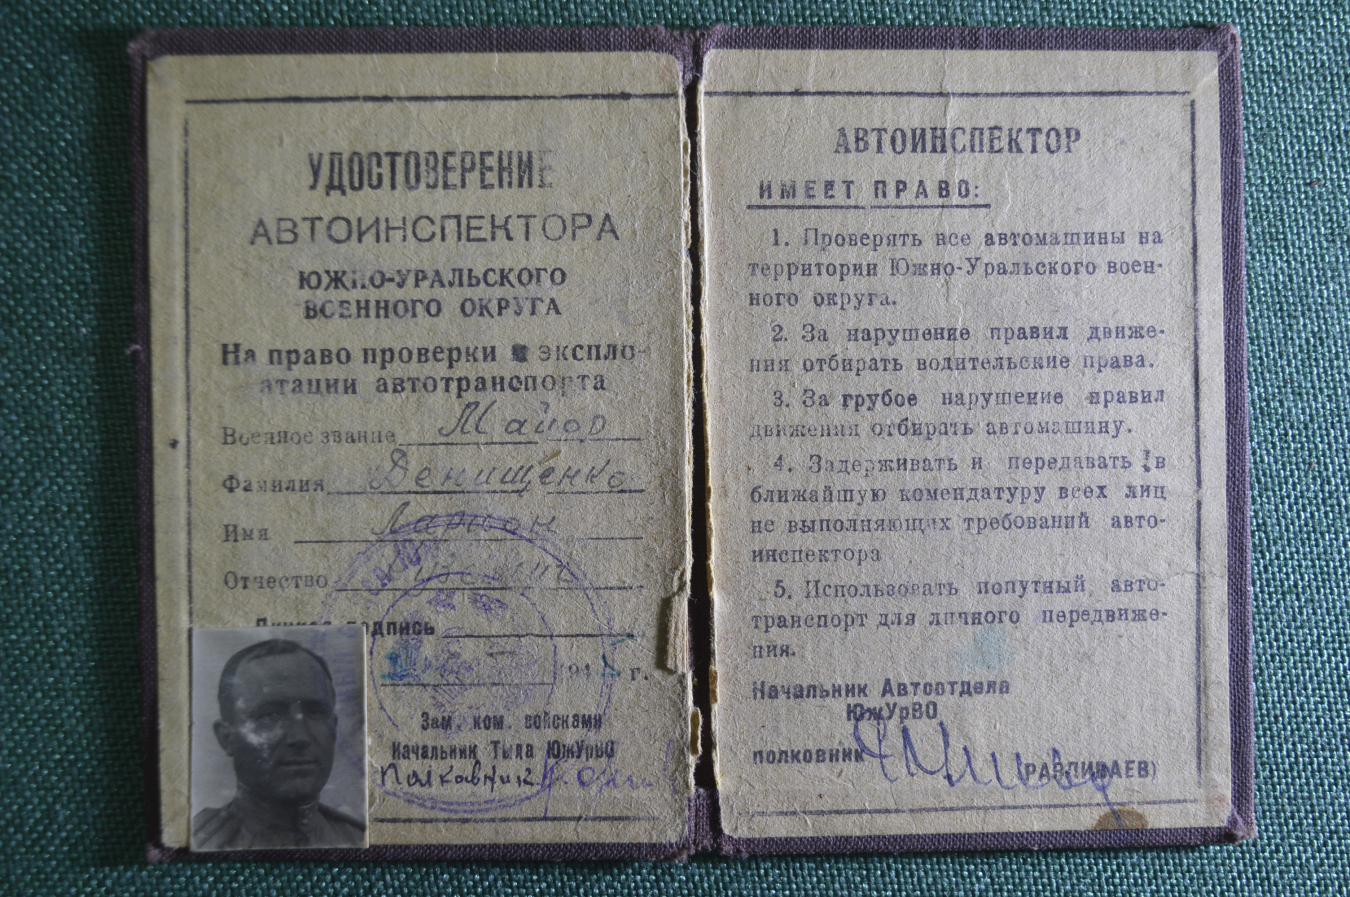 УДОСТОВЕРЕНИЕ
АВТОИНСПЕКТОРА
ЮЖНО-УРАЛЬСКОГО
ВОЕННОГО ОКРУГА
На право проверки и экспло-
атации автотранспорта
Военное звание Майор
Фамилия Денищенко
Имя
Отчество
Личная подпись
194 г.
Зам. ком. войсками
Начальник Тыла ЮжУрВО
Полковник
АВТОИНСПЕКТОР
ИМЕЕТ ПРАВО:
1. Проверять все автомашины на
территории Южно-Уральского воен-
ного округа.
2. За нарушение правил движе-
ния отбирать водительские права.
3. За грубое нарушение правил
движения отбирать автомашину.
4. Задерживать и передавать в
ближайшую комендатуру всех лиц
не выполняющих требований авто-
инспектора
5. Использовать попутный авто-
транспорт для личного передвиже-
ния.
Начальник Автоотдела
ЮжУрВО
полковник